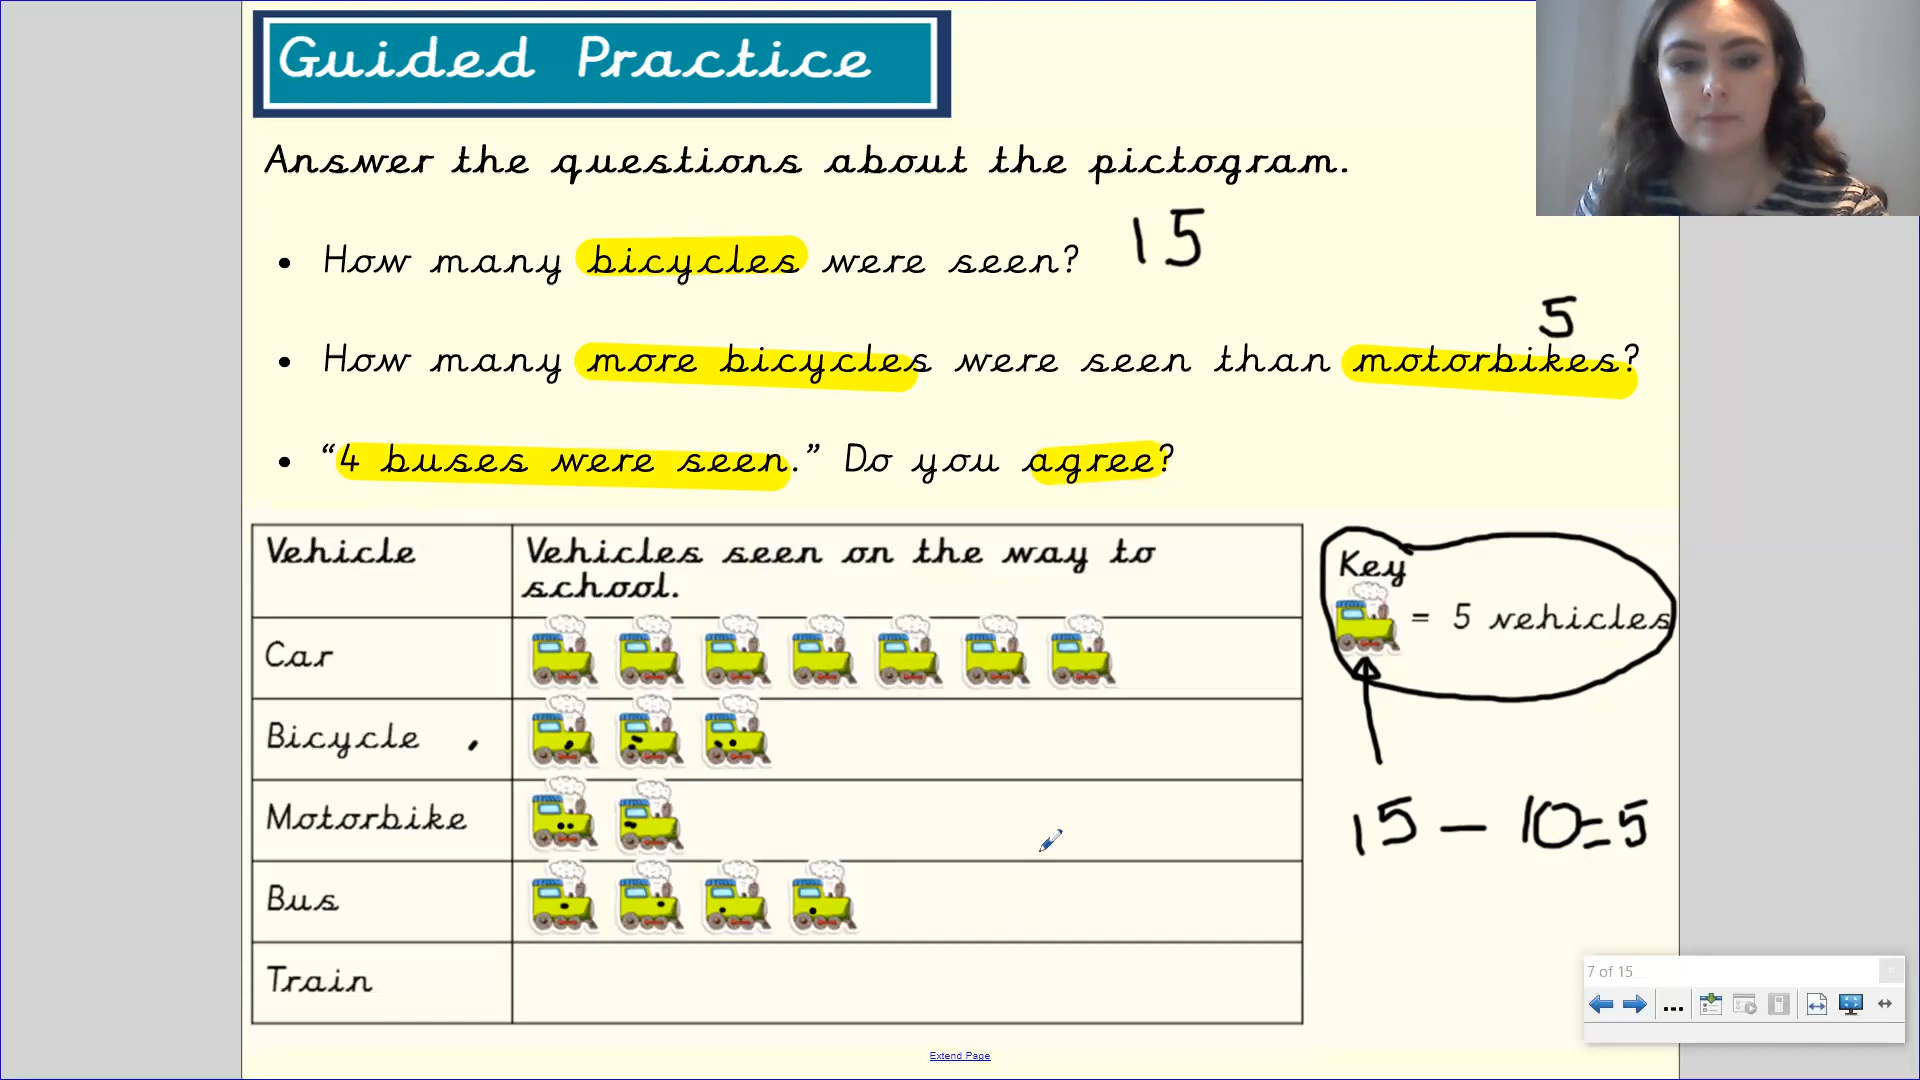 Guided Practice
Answer the questions about the pictogram.
• How many bicycles were seen? 15
5
• How many more bicycles were seen than motorbikes?
• “4 buses were seen.” Do you agree?
Vehicle
Vehicles seen on the way to
school.
Key
= 5 vehicles
Car
Bicycle
Motorbike
15 - 10 = 5
Bus
Train
7 of 15
...
Extend Page